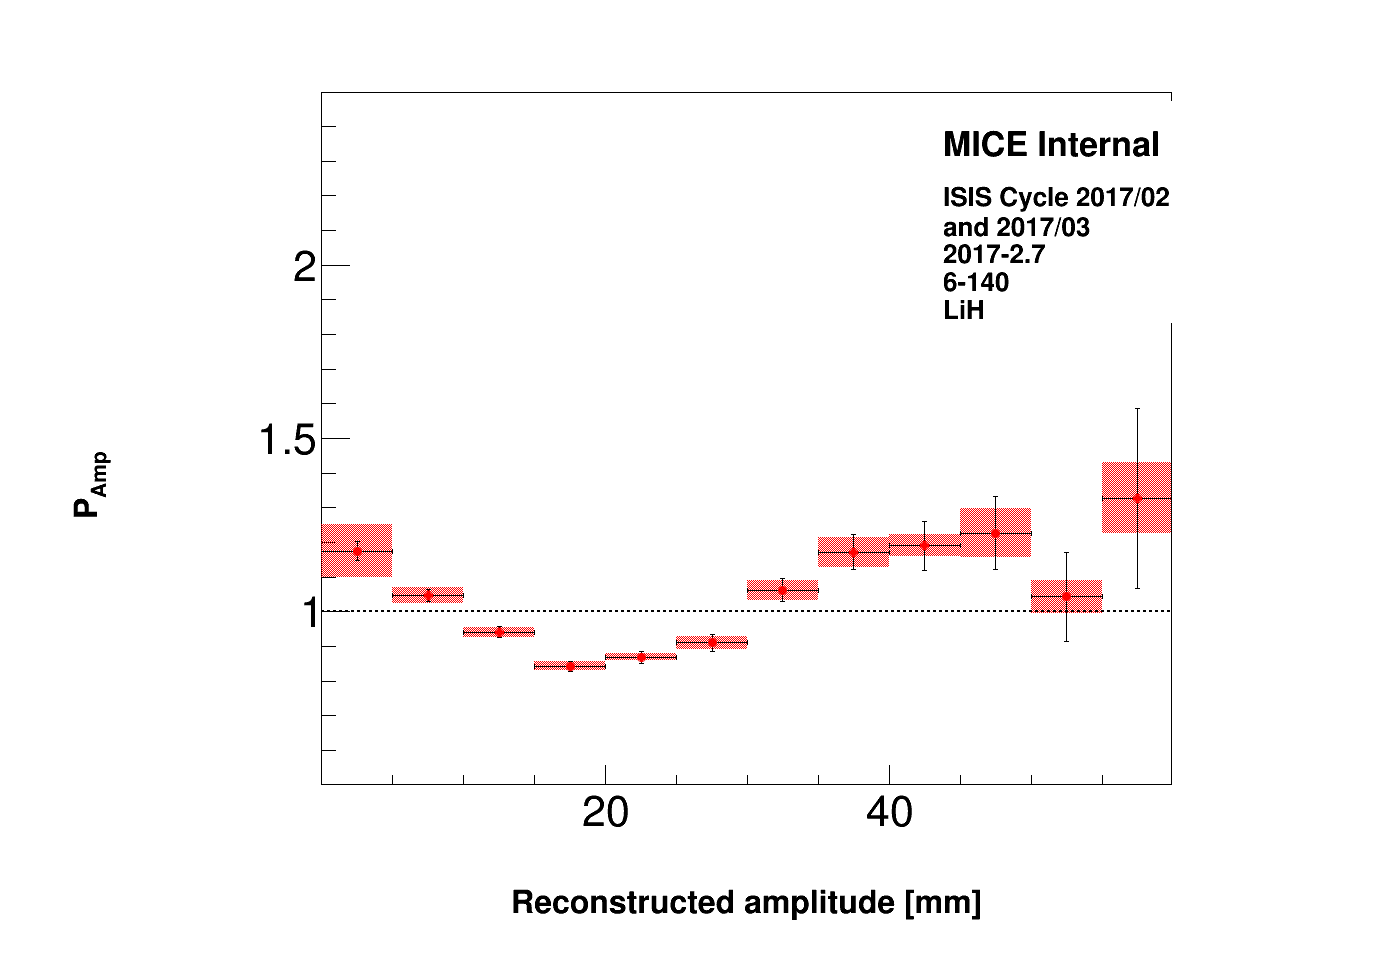 MICE Internal
ISIS Cycle 2017/02
and 2017/03
2017-2.7
6-140
LiH
2
1.5
1
P_Amp
20
40
Reconstructed amplitude [mm]